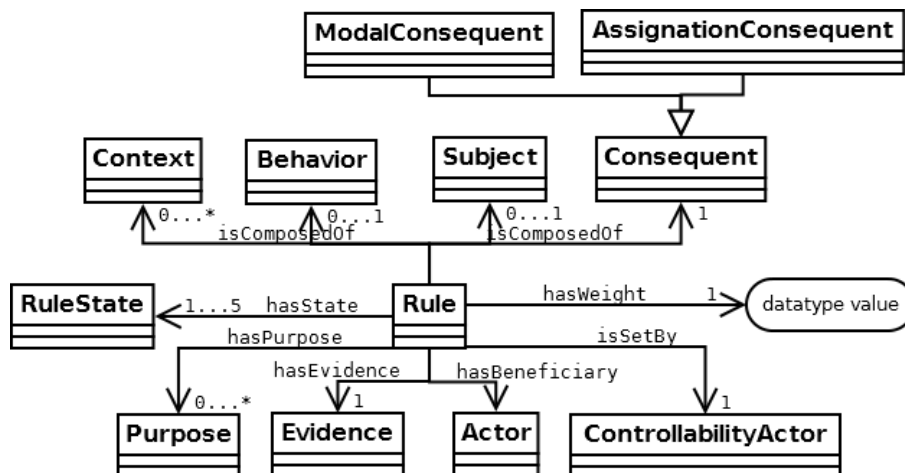 ModalConsequent
AssignationConsequent
Context
Behavior
Subject
Consequent
0...*
0...1
0...1
1
isComposedOf
isComposedOf
RuleState
1...5
hasState
Rule
hasWeight
1
datatype value
hasPurpose
isSetBy
hasEvidence
hasBeneficiary
0...*
1
1
Purpose
Evidence
Actor
ControllabilityActor